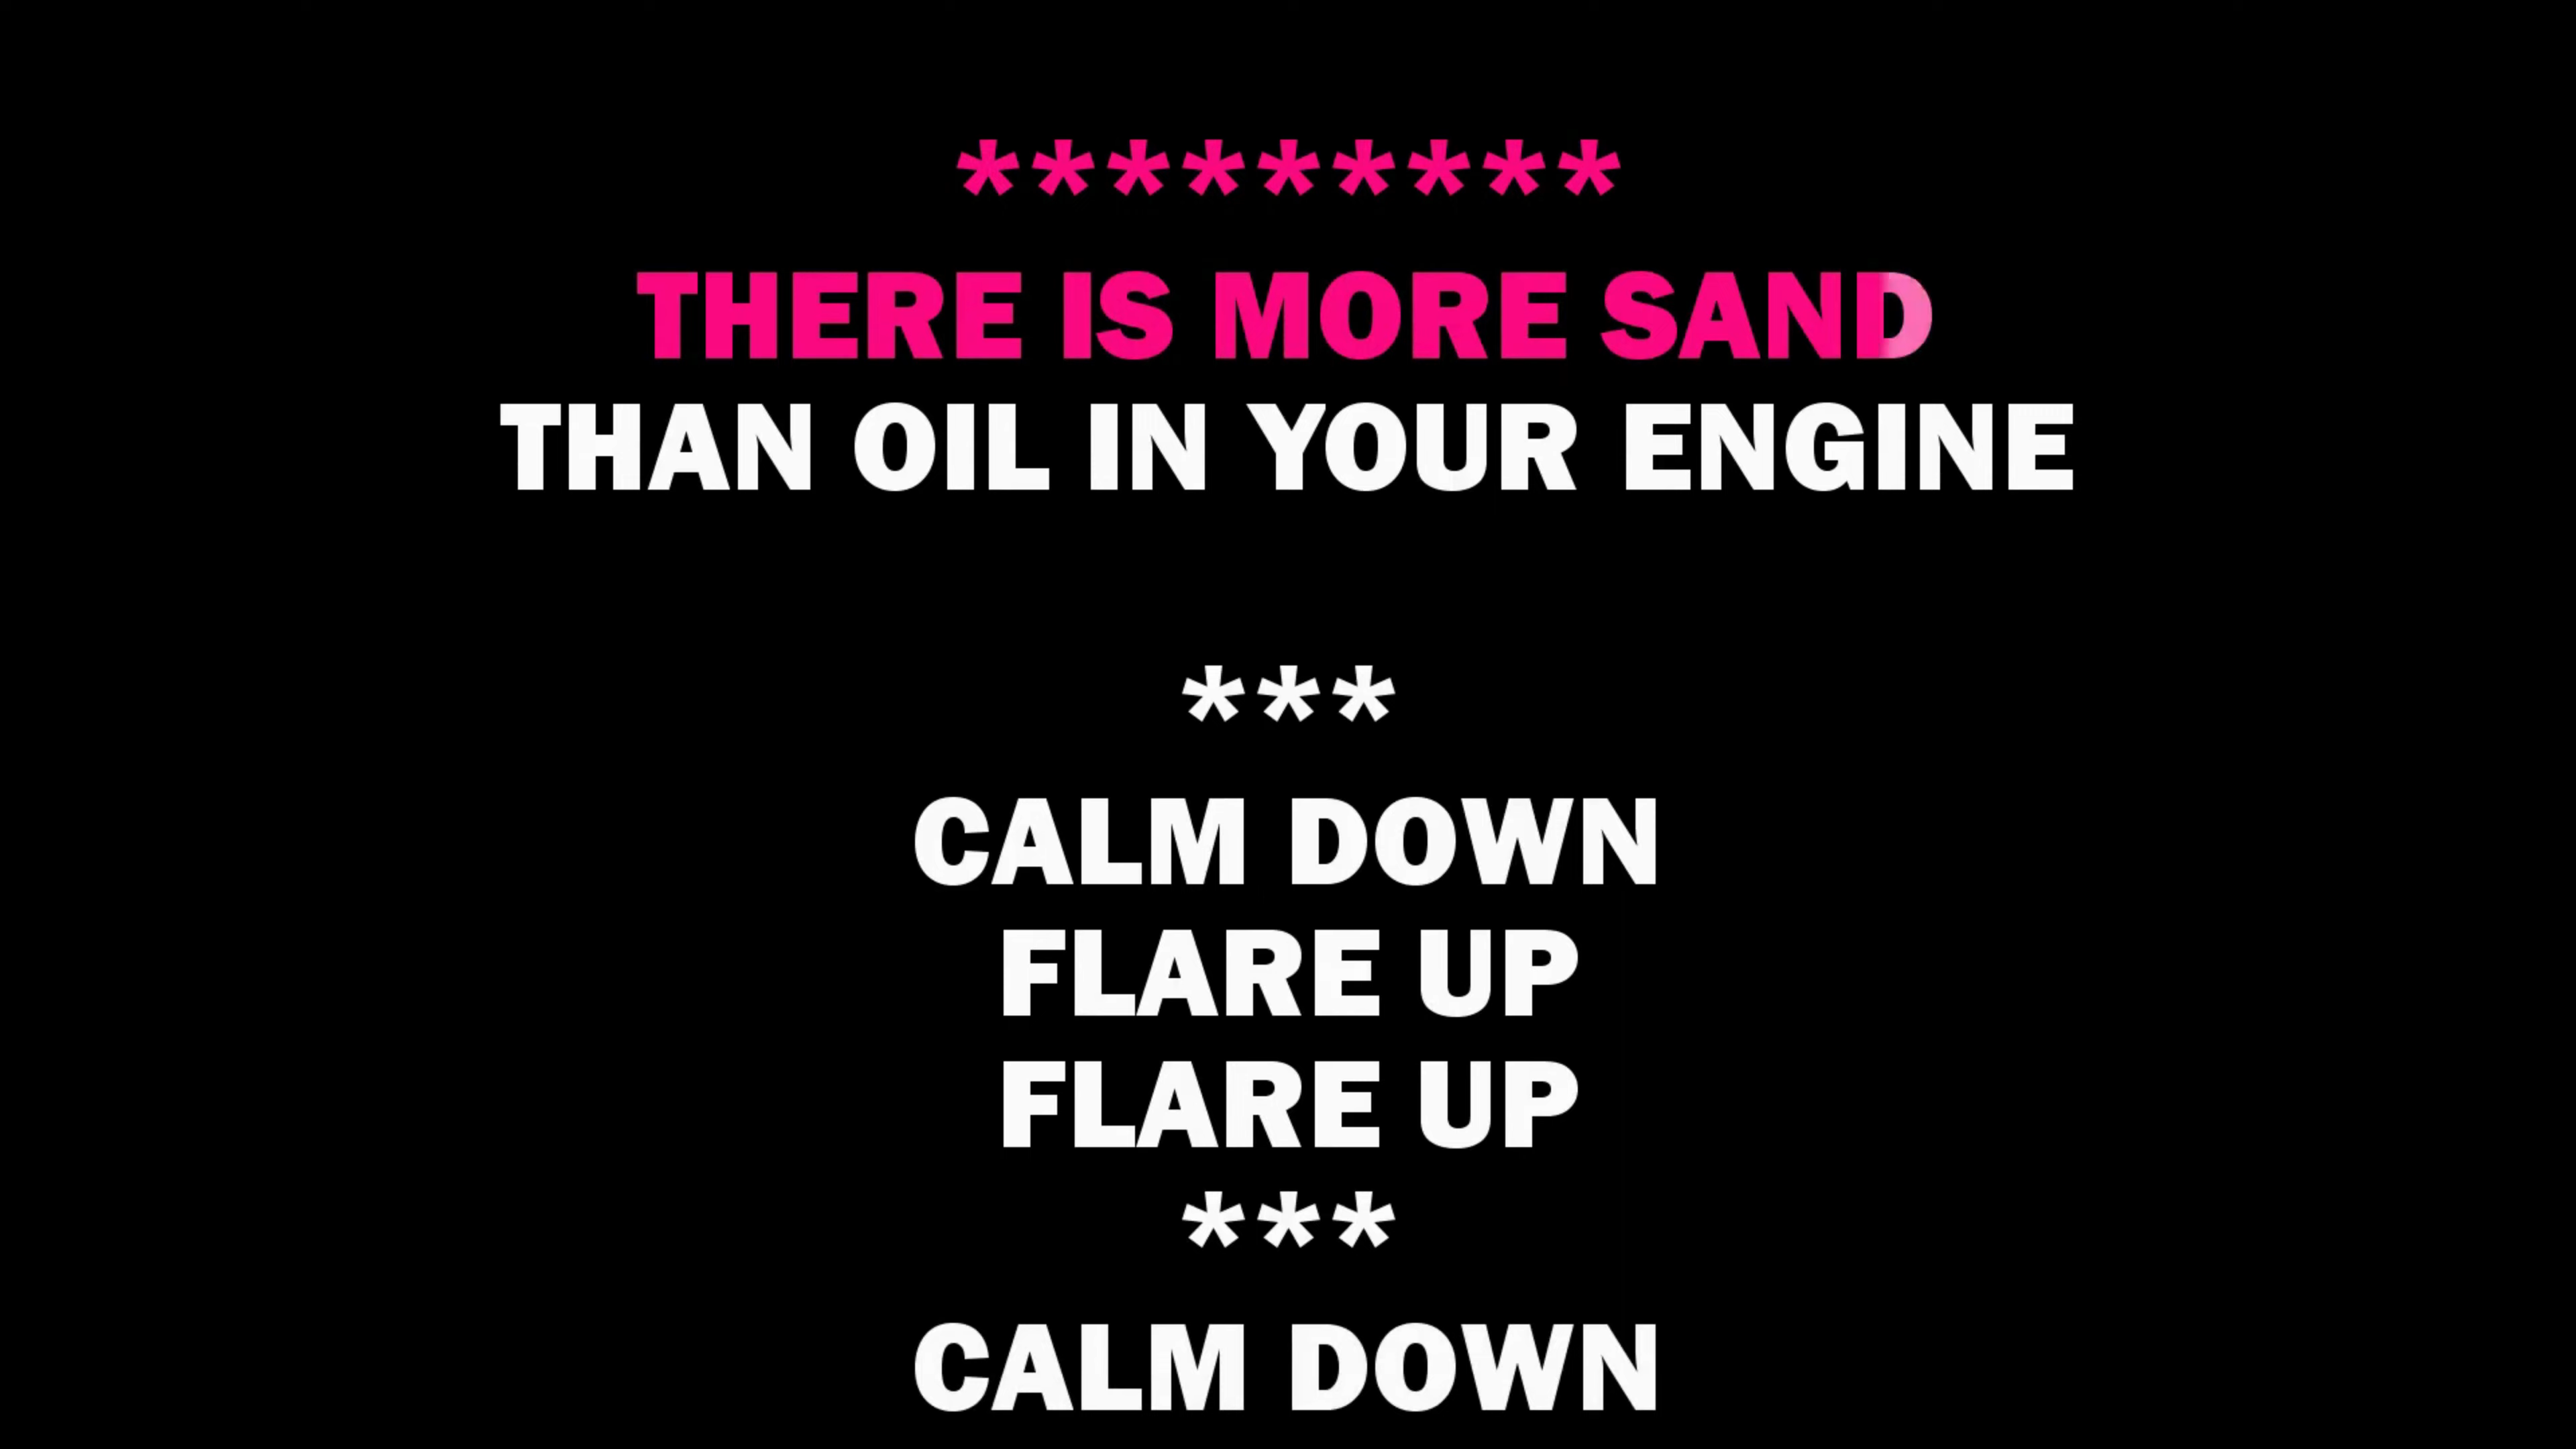 *********
THERE IS MORE SAND
THAN OIL IN YOUR ENGINE
***
CALM DOWN
FLARE UP
FLARE UP
***
CALM DOWN